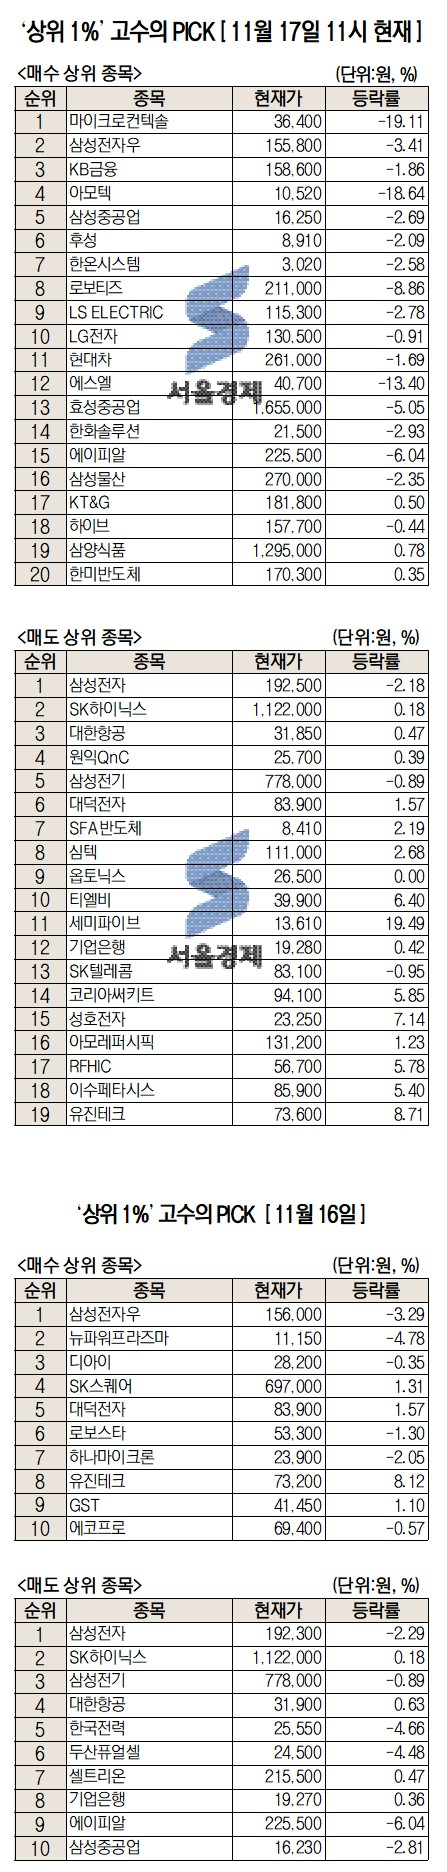 ‘상위 1%’ 고수의 PICK [ 11월 17일 11시 현재 ]
<매수 상위 종목> (단위:원, %)
순위 종목 현재가 등락률
1 마이크로컨텍솔 36,400 -19.11
2 삼성전자우 155,800 -3.41
3 KB금융 158,600 -1.86
4 아모텍 10,520 -18.64
5 삼성중공업 16,250 -2.69
6 후성 8,910 -2.09
7 한온시스템 3,020 -2.58
8 로보티즈 211,000 -8.86
9 LS ELECTRIC 115,300 -2.78
10 LG전자 130,500 -0.91
11 현대차 261,000 -1.69
12 에스엘 40,700 -13.40
13 효성중공업 1,655,000 -5.05
14 한화솔루션 21,500 -2.93
15 에이피알 225,500 -6.04
16 삼성물산 270,000 -2.35
17 KT&G 181,800 0.50
18 하이브 157,700 -0.44
19 삼양식품 1,295,000 0.78
20 한미반도체 170,300 0.35
서울경제
<매도 상위 종목> (단위:원, %)
순위 종목 현재가 등락률
1 삼성전자 192,500 -2.18
2 SK하이닉스 1,122,000 0.18
3 대한항공 31,850 0.47
4 원익QnC 25,700 0.39
5 삼성전기 778,000 -0.89
6 대덕전자 83,900 1.57
7 SFA반도체 8,410 2.19
8 심텍 111,000 2.68
9 옵토닉스 26,500 0.00
10 티엘비 39,900 6.40
11 세미파이브 13,610 19.49
12 기업은행 19,280 0.42
13 SK텔레콤 83,100 -0.95
14 코리아써키트 94,100 5.85
15 성호전자 23,250 7.14
16 아모레퍼시픽 131,200 1.23
17 RFHIC 56,700 5.78
18 이수페타시스 85,900 5.40
19 유진테크 73,600 8.71
서울경제
‘상위 1%’ 고수의 PICK [ 11월 16일 ]
<매수 상위 종목> (단위:원, %)
순위 종목 현재가 등락률
1 삼성전자우 156,000 -3.29
2 뉴파워프라즈마 11,150 -4.78
3 디아이 28,200 -0.35
4 SK스퀘어 697,000 1.31
5 대덕전자 83,900 1.57
6 로보스타 53,300 -1.30
7 하나마이크론 23,900 -2.05
8 유진테크 73,200 8.12
9 GST 41,450 1.10
10 에코프로 69,400 -0.57
<매도 상위 종목> (단위:원, %)
순위 종목 현재가 등락률
1 삼성전자 192,300 -2.29
2 SK하이닉스 1,122,000 0.18
3 삼성전기 778,000 -0.89
4 대한항공 31,900 0.63
5 한국전력 25,550 -4.66
6 두산퓨얼셀 24,500 -4.48
7 셀트리온 215,500 0.47
8 기업은행 19,270 0.36
9 에이피알 225,500 -6.04
10 삼성중공업 16,230 -2.81